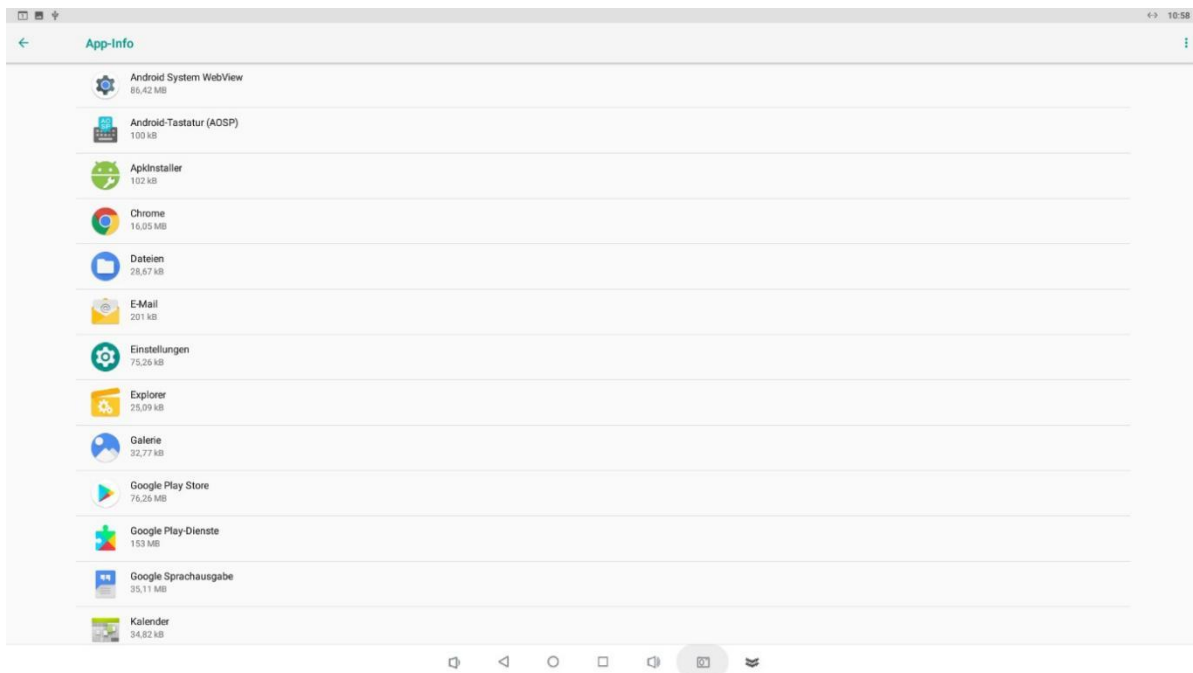 10:58
App-Info
Android System WebView
86,42 MB
Android-Tastatur (AOSP)
100 kB
ApkInstaller
102 kB
Chrome
16,05 MB
Dateien
28,67 kB
E-Mail
201 kB
Einstellungen
75,26 kB
Explorer
25,09 kB
Galerie
32,77 kB
Google Play Store
76,26 MB
Google Play-Dienste
153 MB
Google Sprachausgabe
35,11 MB
Kalender
34,82 kB